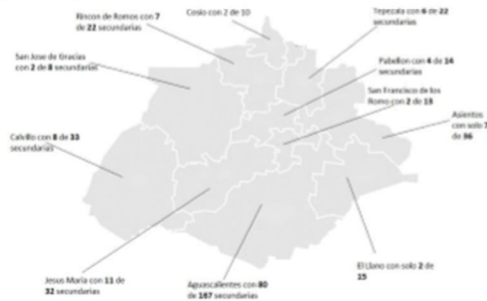 Cosio con 2 de 10
Rincon de Romos con 7
de 22 secundarias
Tepezala con 6 de 22
secundarias
San Jose de Gracias
con 2 de 8 secundarias
Pabellon con 4 de 14
secundarias
San Francisco de los
Romo con 2 de 13
Asientos
con solo 7
de 36
Calvillo con 8 de 33
secundarias
El Llano con solo 2 de
15
Jesus Maria con 11 de
32 secundarias
Aguascalientes con 80
de 187 secundarias